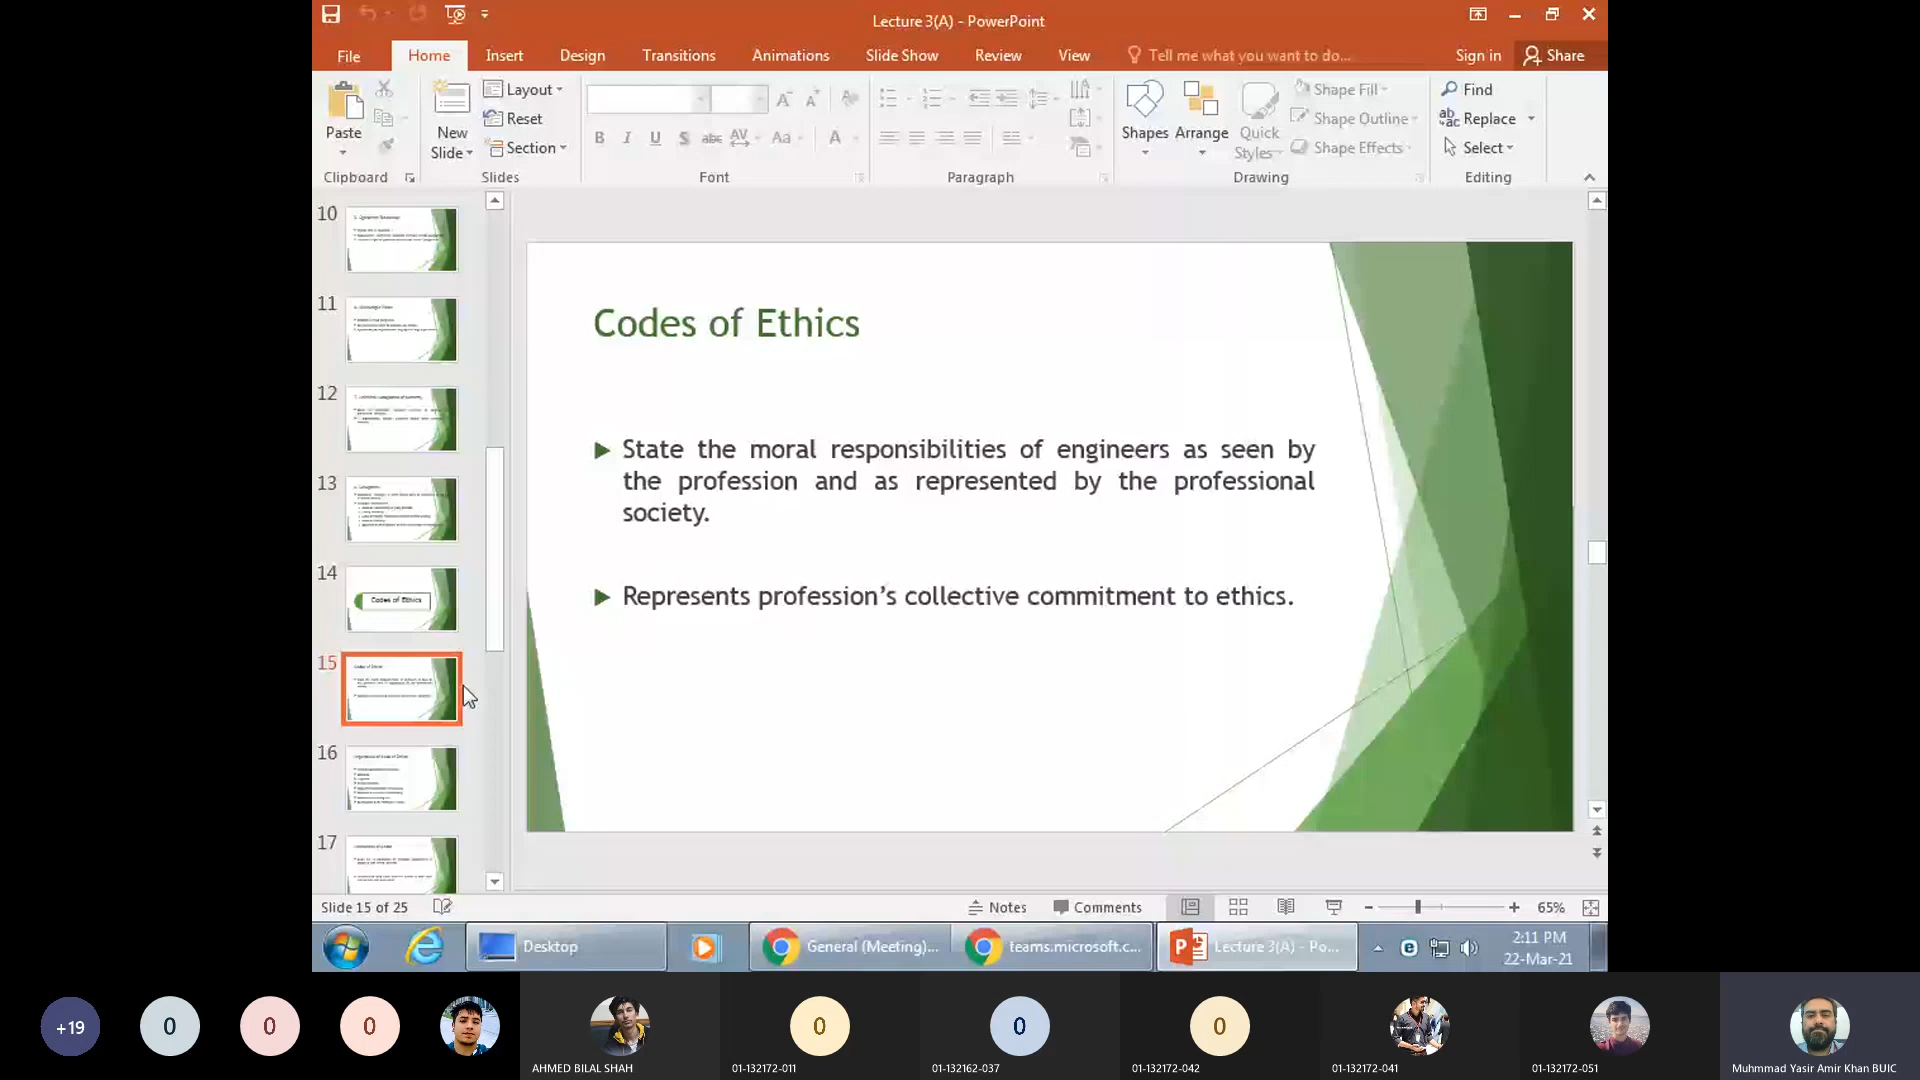 Lecture 3(A) - PowerPoint
File Home Insert Design Transitions Animations Slide Show Review View Tell me what you want to do... Sign in Share
Paste
New Slide
Layout
Reset
Section
B I U S abc AV Aa A
Shapes Arrange Quick Styles
Shape Fill
Shape Outline
Shape Effects
Find
Replace
Select
Clipboard Slides Font Paragraph Drawing Editing
10
11
12
13
14
Codes of Ethics
15
16
17
Codes of Ethics
State the moral responsibilities of engineers as seen by
the profession and as represented by the professional
society.
Represents profession's collective commitment to ethics.
Slide 15 of 25 Notes Comments 65%
Desktop General (Meeting)... teams.microsoft.c... Lecture 3(A) - Po... 2:11 PM
22-Mar-21
+19 0 0 0 0 0 0
AHMED BILAL SHAH 01-132172-011 01-132162-037 01-132172-042 01-132172-041 01-132172-051 Muhmmad Yasir Amir Khan BUIC